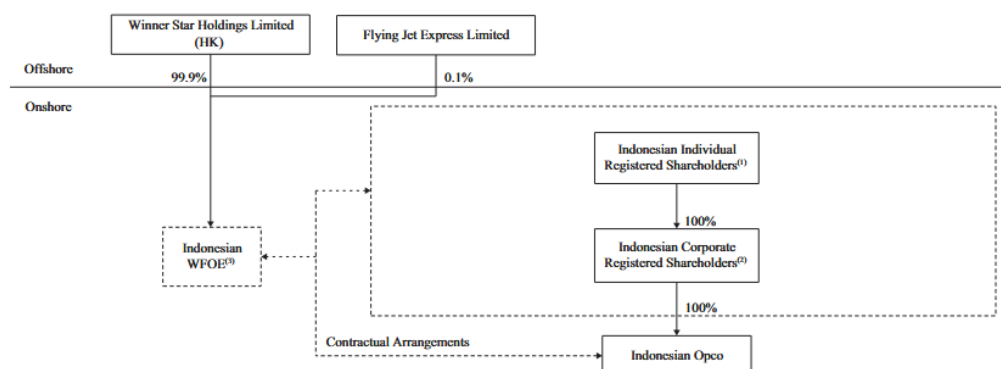 Winner Star Holdings Limited
(HK)
Flying Jet Express Limited
Offshore
99.9%
0.1%
Onshore
Indonesian Individual
Registered Shareholders(1)
100%
Indonesian
WFOE(3)
Indonesian Corporate
Registered Shareholders(2)
100%
Contractual Arrangements
Indonesian Opco